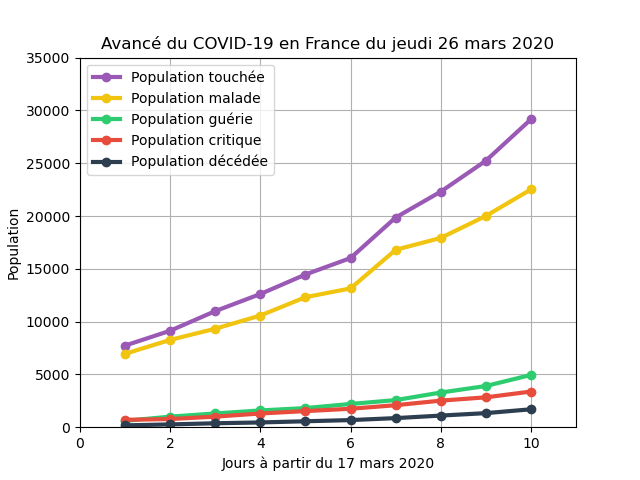 Avancé du COVID-19 en France du jeudi 26 mars 2020
35000
30000
25000
20000
15000
10000
5000
0
Population
Population touchée
Population malade
Population guérie
Population critique
Population décédée
0 2 4 6 8 10
Jours à partir du 17 mars 2020